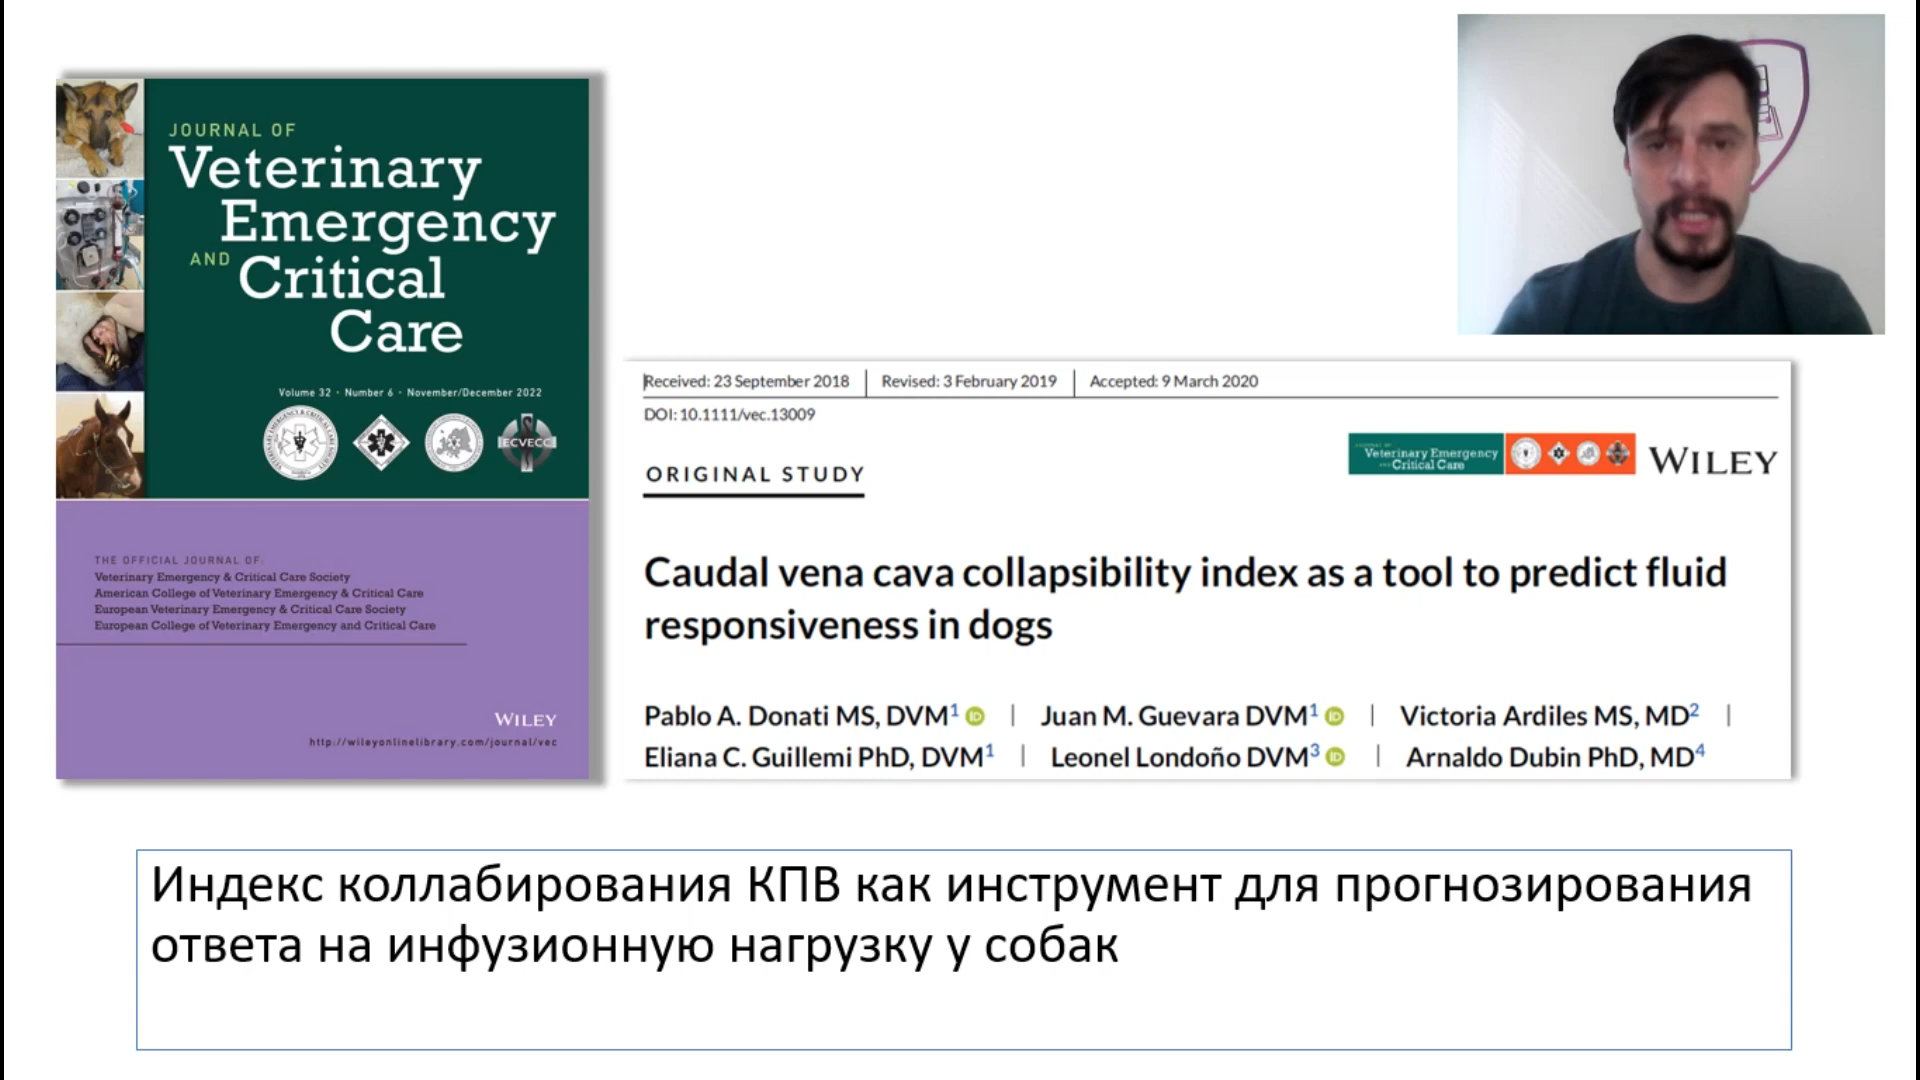 JOURNAL OF
Veterinary
Emergency
AND
Critical
Care
Volume 32 · Number 6 · November/December 2022
ECVECC
THE OFFICIAL JOURNAL OF:
Veterinary Emergency & Critical Care Society
American College of Veterinary Emergency & Critical Care
European Veterinary Emergency & Critical Care Society
European College of Veterinary Emergency and Critical Care
WILEY
http://wileyonlinelibrary.com/journal/vec
Received: 23 September 2018 | Revised: 3 February 2019 | Accepted: 9 March 2020
DOI: 10.1111/vec.13009
ORIGINAL STUDY
Veterinary Emergency
Critical Care
WILEY
Caudal vena cava collapsibility index as a tool to predict fluid
responsiveness in dogs
Pablo A. Donati MS, DVM1 iD | Juan M. Guevara DVM1 iD | Victoria Ardiles MS, MD2 |
Eliana C. Guillemi PhD, DVM1 | Leonel Londoño DVM3 iD | Arnaldo Dubin PhD, MD4
Индекс коллабирования КПВ как инструмент для прогнозирования
ответа на инфузионную нагрузку у собак